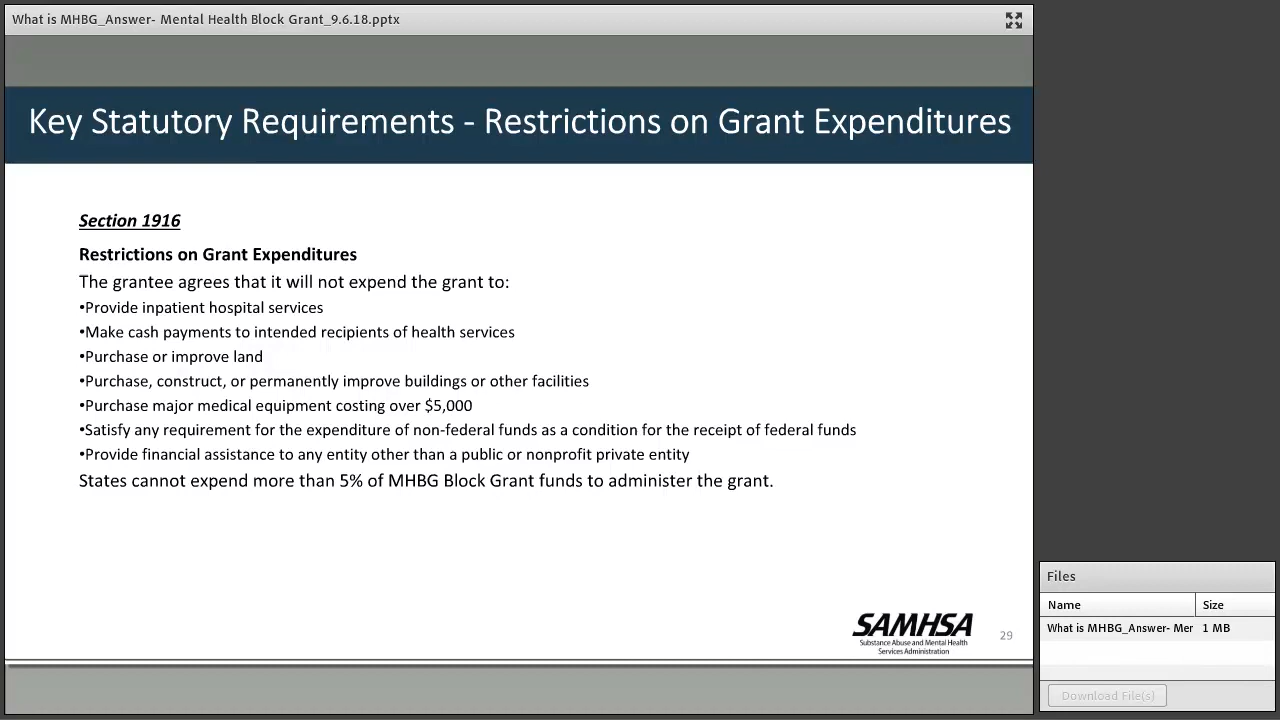 What is MHBG_Answer- Mental Health Block Grant_9.6.18.pptx
Key Statutory Requirements - Restrictions on Grant Expenditures
Section 1916
Restrictions on Grant Expenditures
The grantee agrees that it will not expend the grant to:
•Provide inpatient hospital services
•Make cash payments to intended recipients of health services
•Purchase or improve land
•Purchase, construct, or permanently improve buildings or other facilities
•Purchase major medical equipment costing over $5,000
•Satisfy any requirement for the expenditure of non-federal funds as a condition for the receipt of federal funds
•Provide financial assistance to any entity other than a public or nonprofit private entity
States cannot expend more than 5% of MHBG Block Grant funds to administer the grant.
SAMHSA
Substance Abuse and Mental Health
Services Administration
29
Files
Name Size
What is MHBG_Answer- Mer 1 MB
Download File(s)